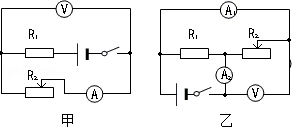 V
A₁
R₁
R₁
R₂
R₂
A
A₂
V
甲
乙